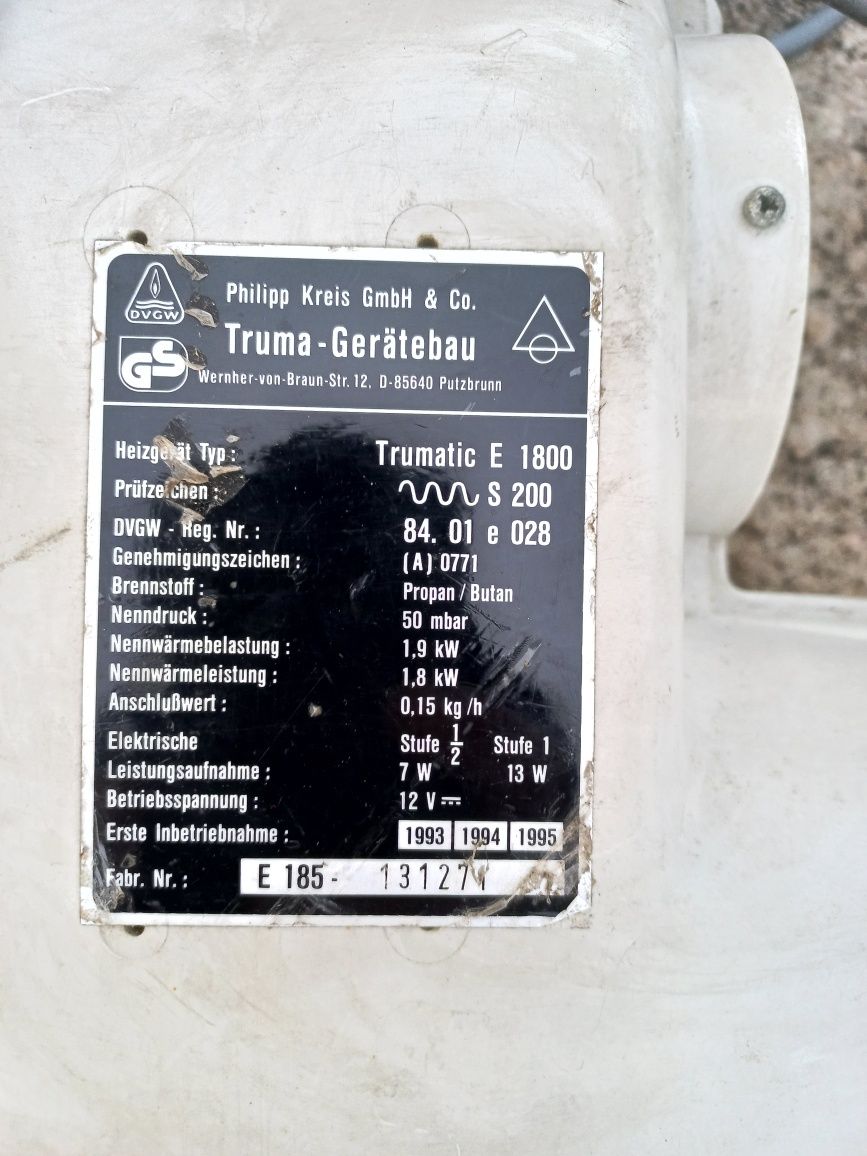 DVGW
GS
Philipp Kreis GmbH & Co.
Truma-Gerätebau
Wernher-von-Braun-Str. 12, D-85640 Putzbrunn
Heizgerät Typ: Trumatic E 1800
Prüfzeichen: S 200
DVGW - Reg. Nr.: 84. 01 e 028
Genehmigungszeichen: (A) 0771
Brennstoff: Propan / Butan
Nenndruck: 50 mbar
Nennwärmebelastung: 1,9 kW
Nennwärmeleistung: 1,8 kW
Anschlußwert: 0,15 kg/h
Elektrische Stufe 1/2 Stufe 1
Leistungsaufnahme: 7 W 13 W
Betriebsspannung: 12 V
Erste Inbetriebnahme: 1993 1994 1995
Fabr. Nr.: E 185- 131271